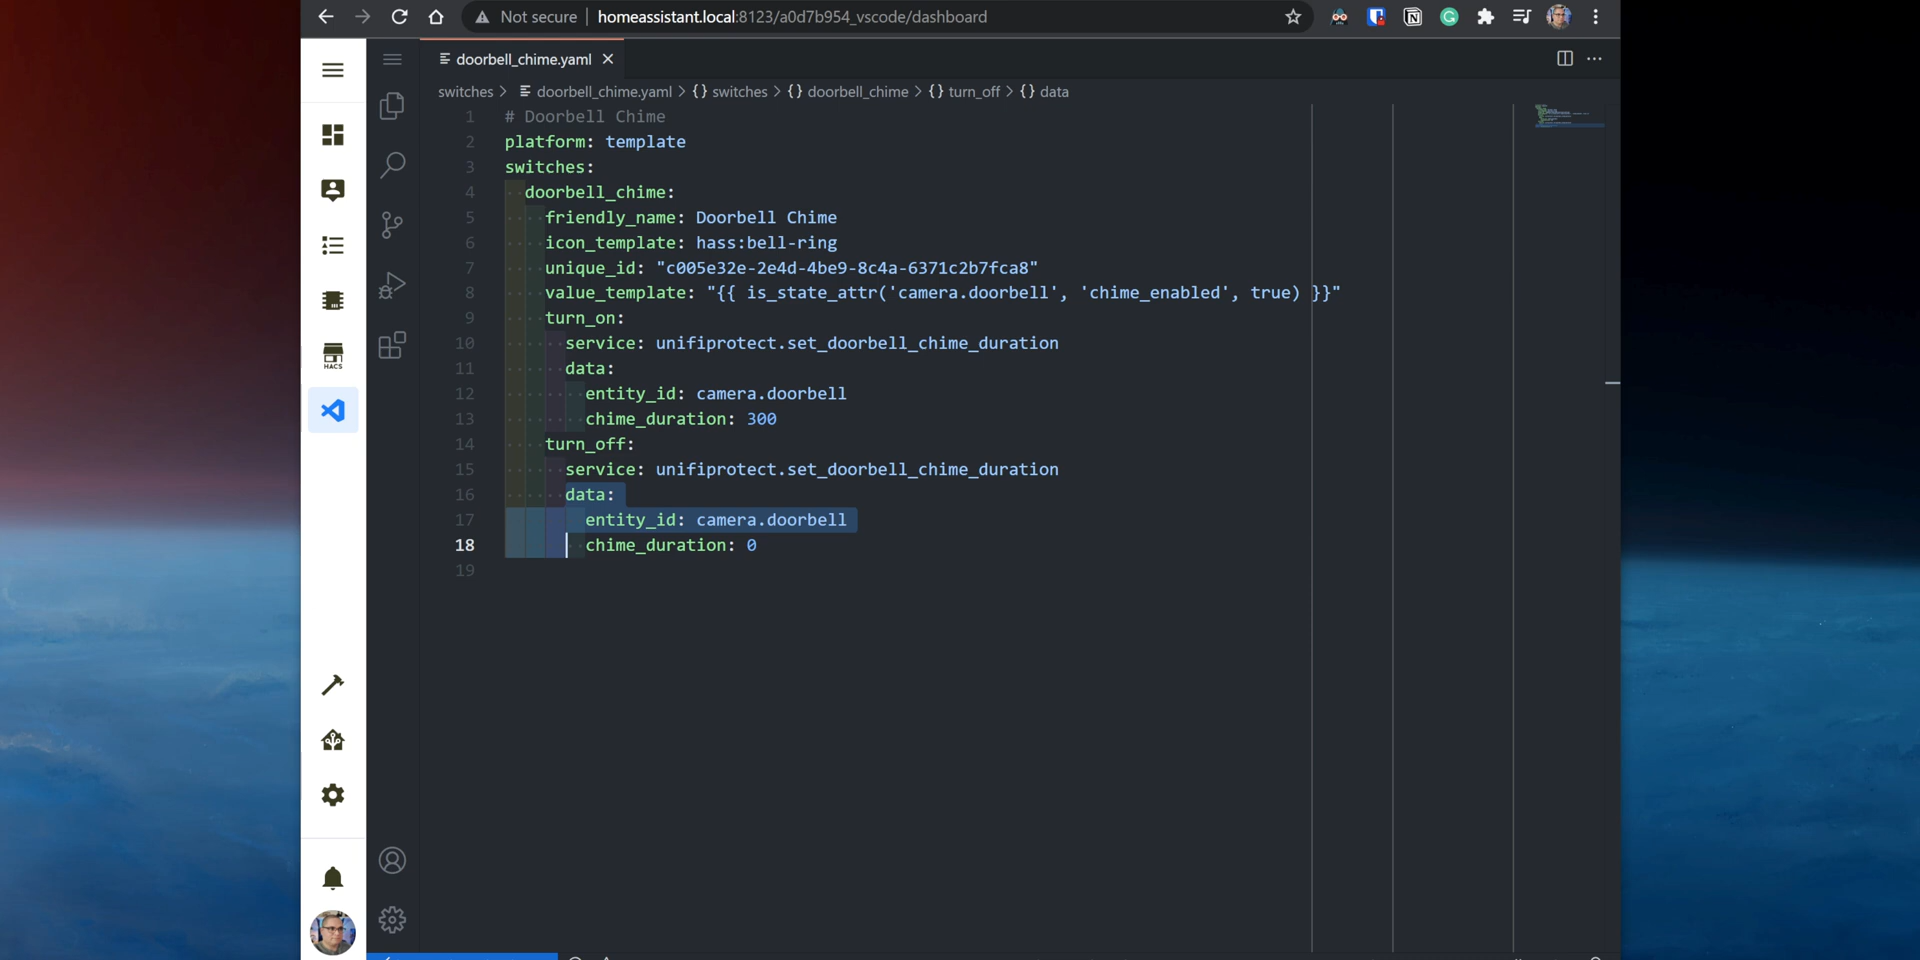 Not secure | homeassistant.local:8123/a0d7b954_vscode/dashboard
doorbell_chime.yaml
switches > doorbell_chime.yaml > {} switches > {} doorbell_chime > {} turn_off > {} data
1 # Doorbell Chime
2 platform: template
3 switches:
4 doorbell_chime:
5 friendly_name: Doorbell Chime
6 icon_template: hass:bell-ring
7 unique_id: "c005e32e-2e4d-4be9-8c4a-6371c2b7fca8"
8 value_template: "{{ is_state_attr('camera.doorbell', 'chime_enabled', true) }}"
9 turn_on:
10 service: unifiprotect.set_doorbell_chime_duration
11 data:
12 entity_id: camera.doorbell
13 chime_duration: 300
14 turn_off:
15 service: unifiprotect.set_doorbell_chime_duration
16 data:
17 entity_id: camera.doorbell
18 chime_duration: 0
19
HACS